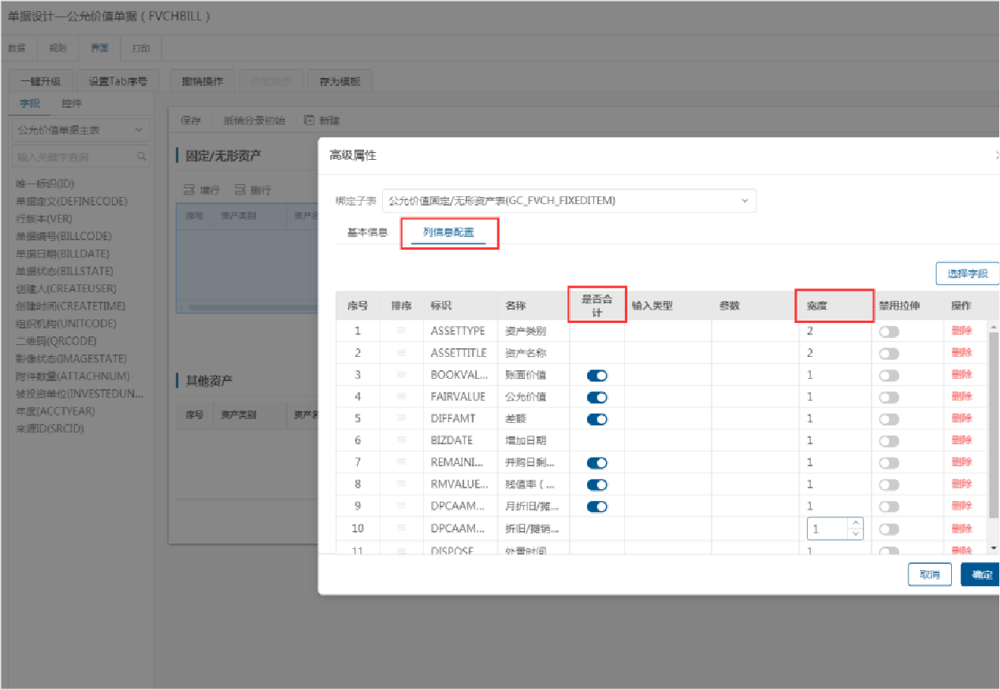 单据设计—公允价值单据（FVCHBILL）
数据 规则 界面 打印
一键升级 设置Tab序号 撤销操作 恢复操作 存为模板
字段 控件
公允价值单据主表
输入关键字查询
唯一标识(ID)
单据定义(DEFINECODE)
行版本(VER)
单据编号(BILLCODE)
单据日期(BILLDATE)
单据状态(BILLSTATE)
创建人(CREATEUSER)
创建时间(CREATETIME)
组织机构(UNITCODE)
二维码(QRCODE)
影像状态(IMAGESTATE)
附件数量(ATTACHNUM)
被投资单位(INVESTEDUN...
年度(ACCTYEAR)
来源ID(SRCID)
保存 抵销分录初始 新建
固定/无形资产
增行 删行
序号 资产类别 资产名
其他资产
序号 资产类别 资产名
高级属性
绑定子表 公允价值固定/无形资产表(GC_FVCH_FIXEDITEM)
基本信息 列信息配置
选择字段
序号 排序 标识 名称 是否合计 输入类型 参数 宽度 禁用拉伸 操作
1 ASSETTYPE 资产类别 2 删除
2 ASSETTITLE 资产名称 2 删除
3 BOOKVAL... 账面价值 1 删除
4 FAIRVALUE 公允价值 1 删除
5 DIFFAMT 差额 1 删除
6 BIZDATE 增加日期 1 删除
7 REMAINI... 并购日剩... 1 删除
8 RMVALUE... 残值率（... 1 删除
9 DPCAAM... 月折旧/摊... 1 删除
10 DPCAAM... 折旧/摊销... 1 删除
11 DISPOSE 处置时间 1 删除
取消 确定